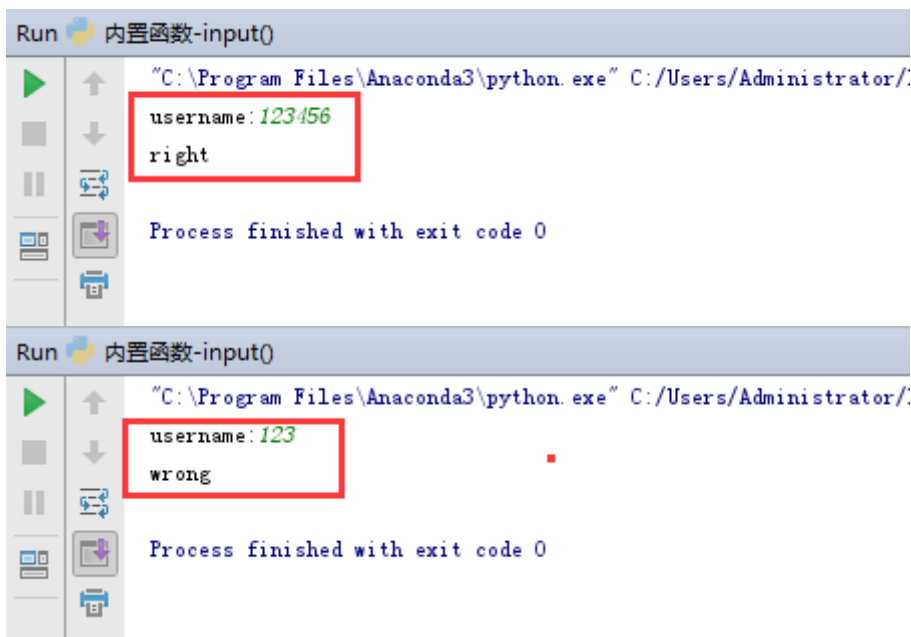 Run 内置函数-input()
"C:\Program Files\Anaconda3\python.exe" C:/Users/Administrator/
username:123456
right
Process finished with exit code 0
Run 内置函数-input()
"C:\Program Files\Anaconda3\python.exe" C:/Users/Administrator/
username:123
wrong
Process finished with exit code 0